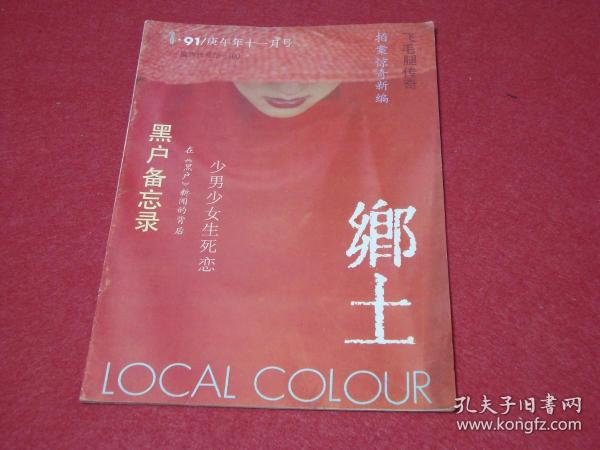 ·91/庚午年十一月号
飞毛腿传奇
拍案惊奇新编
黑户备忘录
在《黑户》新闻的背后
少男少女生死恋
鄉土
LOCAL COLOUR
孔夫子旧书网
www.kongfz.com